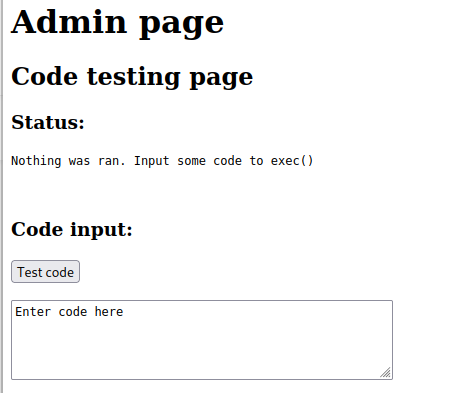 Admin page
Code testing page
Status:
Nothing was ran. Input some code to exec()
Code input:
Test code
Enter code here